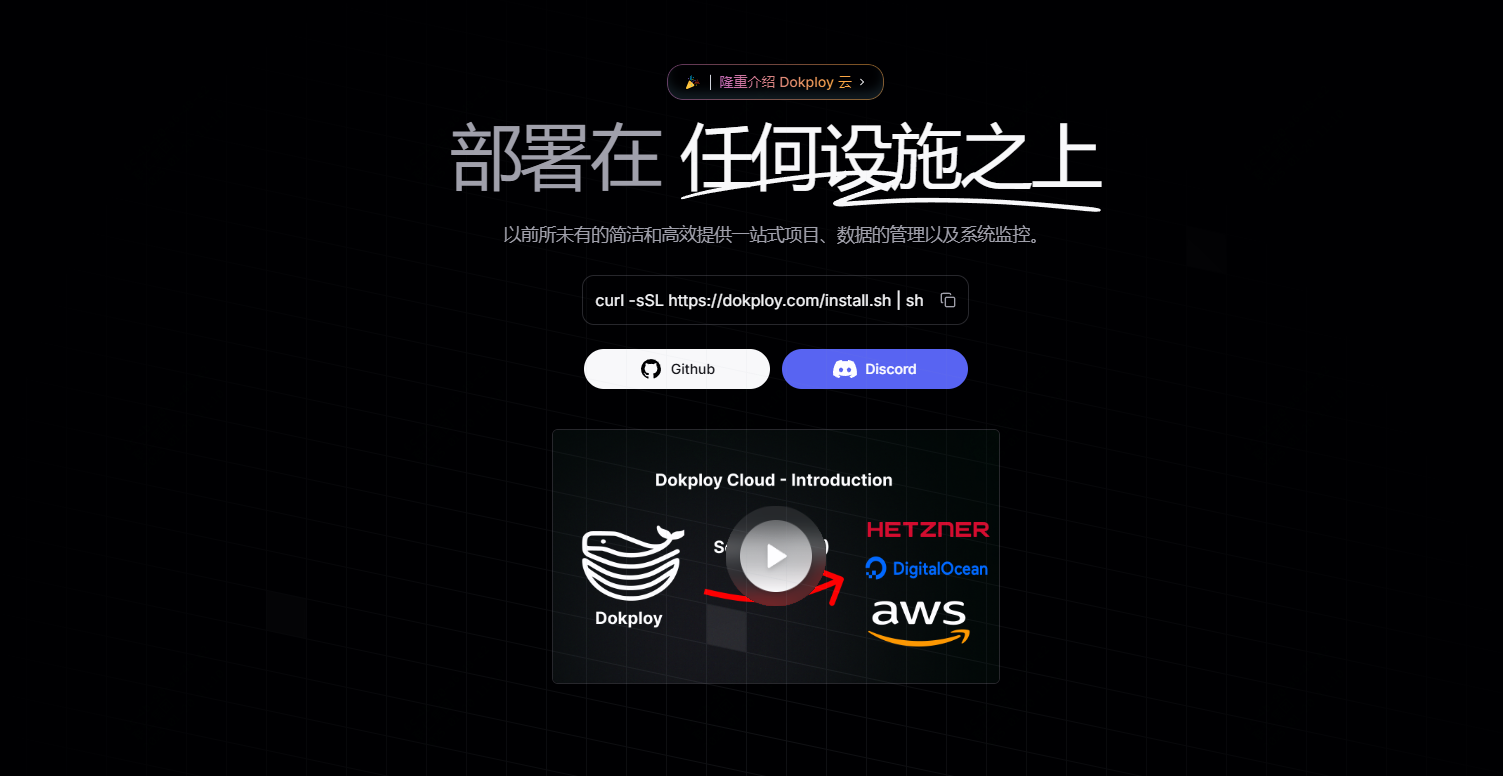 🎉 | 隆重介绍 Dokploy 云 ›
部署在 任何设施之上
以前所未有的简洁和高效提供一站式项目、数据的管理以及系统监控。
curl -sSL https://dokploy.com/install.sh | sh
Github
Discord
Dokploy Cloud - Introduction
HETZNER
DigitalOcean
aws
Dokploy